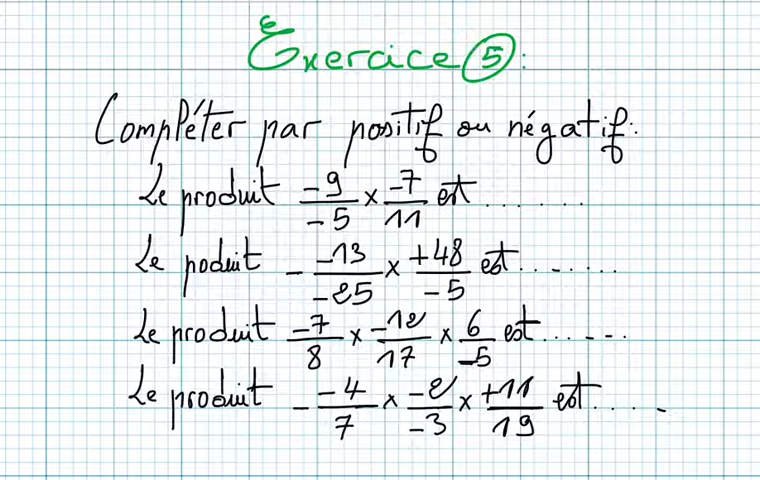 Exercice 5 :
Compléter par positif ou négatif :
Le produit -9/-5 × -7/11 est ......
Le poduit - -13/-25 × +48/-5 est .......
Le produit -7/8 × -12/17 × 6/-5 est ......
Le produit - -4/7 × -2/-3 × +11/19 est .....